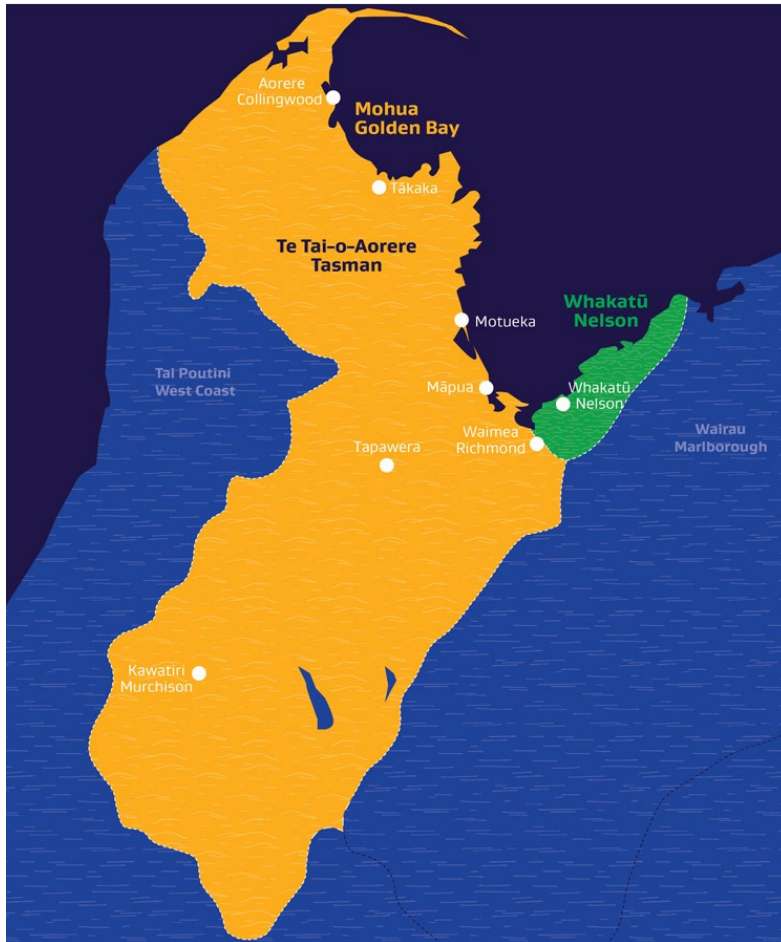 Aorere
Collingwood
Mohua
Golden Bay
Tākaka
Te Tai-o-Aorere
Tasman
Whakatū
Nelson
Motueka
Tai Poutini
West Coast
Māpua
Whakatū
Nelson
Waimea
Richmond
Wairau
Marlborough
Tapawera
Kawatiri
Murchison